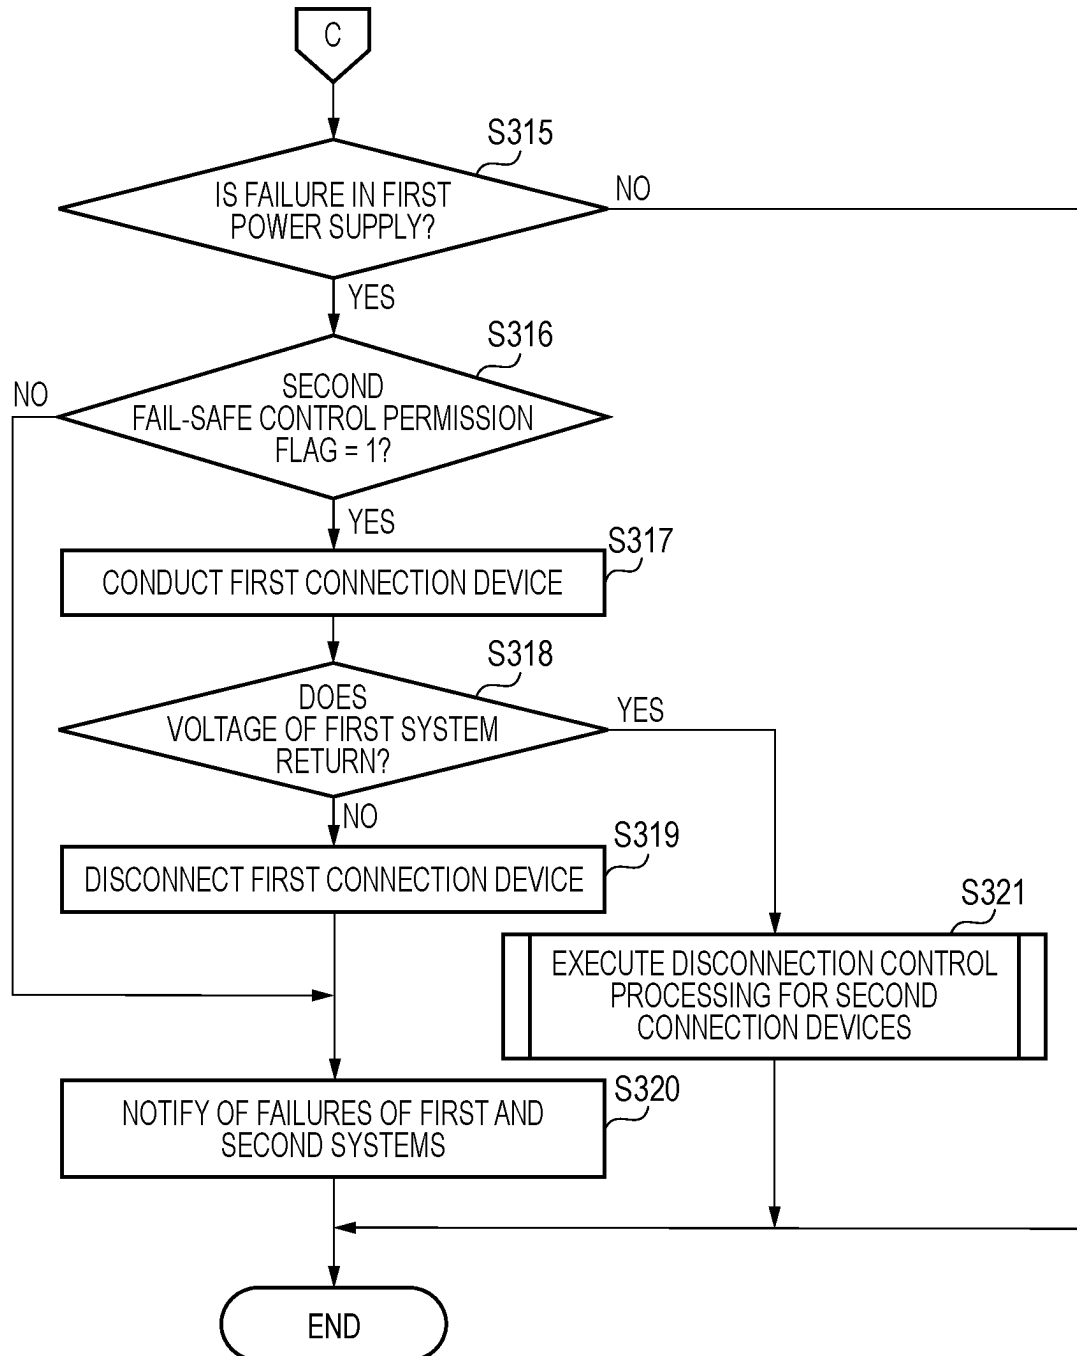 C
S315
IS FAILURE IN FIRST
POWER SUPPLY?
NO
YES
S316
NO
SECOND
FAIL-SAFE CONTROL PERMISSION
FLAG = 1?
YES
S317
CONDUCT FIRST CONNECTION DEVICE
S318
DOES
VOLTAGE OF FIRST SYSTEM
RETURN?
YES
NO
S319
DISCONNECT FIRST CONNECTION DEVICE
S321
EXECUTE DISCONNECTION CONTROL
PROCESSING FOR SECOND
CONNECTION DEVICES
S320
NOTIFY OF FAILURES OF FIRST AND
SECOND SYSTEMS
END